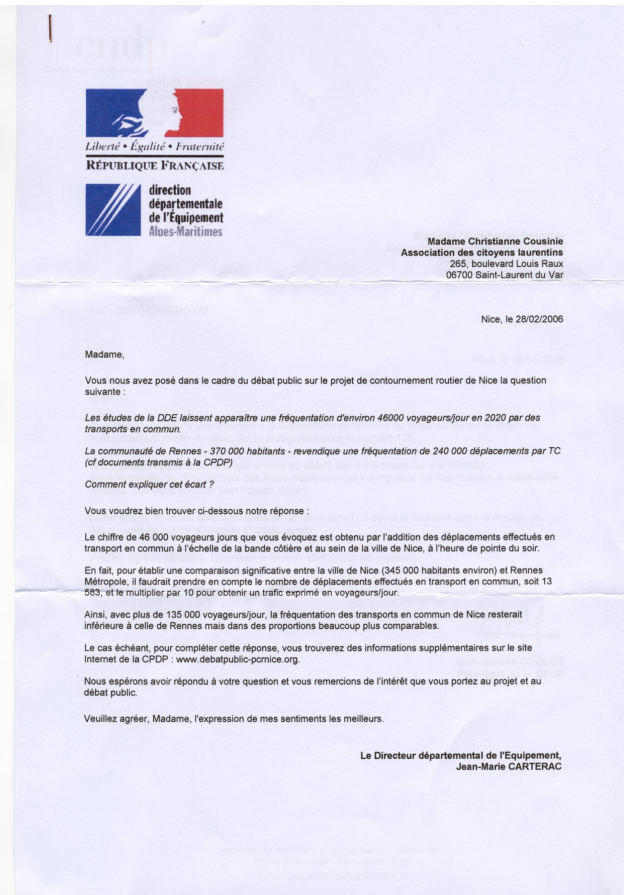 cndp
Liberté • Égalité • Fraternité
RÉPUBLIQUE FRANÇAISE
direction
départementale
de l'Équipement
Alpes-Maritimes
Madame Christianne Cousinie
Association des citoyens laurentins
265, boulevard Louis Raux
06700 Saint-Laurent du Var
Nice, le 28/02/2006
Madame,
Vous nous avez posé dans le cadre du débat public sur le projet de contournement routier de Nice la question
suivante :
Les études de la DDE laissent apparaître une fréquentation d'environ 46000 voyageurs/jour en 2020 par des
transports en commun.
La communauté de Rennes - 370 000 habitants - revendique une fréquentation de 240 000 déplacements par TC
(cf documents transmis à la CPDP)
Comment expliquer cet écart ?
Vous voudrez bien trouver ci-dessous notre réponse :
Le chiffre de 46 000 voyageurs jours que vous évoquez est obtenu par l'addition des déplacements effectués en
transport en commun à l'échelle de la bande côtière et au sein de la ville de Nice, à l'heure de pointe du soir.
En fait, pour établir une comparaison significative entre la ville de Nice (345 000 habitants environ) et Rennes
Métropole, il faudrait prendre en compte le nombre de déplacements effectués en transport en commun, soit 13
583, et le multiplier par 10 pour obtenir un trafic exprimé en voyageurs/jour.
Ainsi, avec plus de 135 000 voyageurs/jour, la fréquentation des transports en commun de Nice resterait
inférieure à celle de Rennes mais dans des proportions beaucoup plus comparables.
Le cas échéant, pour compléter cette réponse, vous trouverez des informations supplémentaires sur le site
Internet de la CPDP : www.debatpublic-pcrnice.org.
Nous espérons avoir répondu à votre question et vous remercions de l'intérêt que vous portez au projet et au
débat public.
Veuillez agréer, Madame, l'expression de mes sentiments les meilleurs.
Le Directeur départemental de l'Equipement,
Jean-Marie CARTERAC